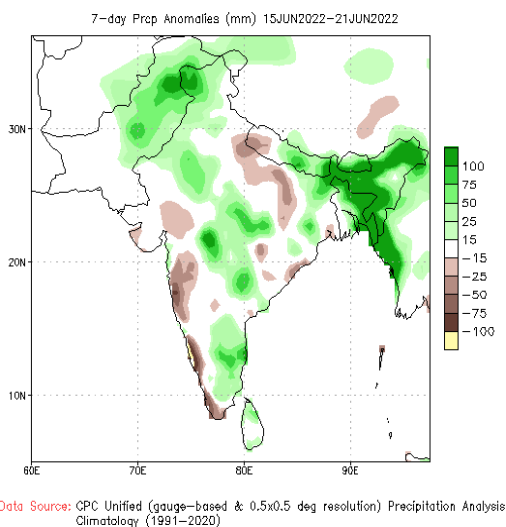 7-day Prcp Anomalies (mm) 15JUN2022-21JUN2022
30N
20N
10N
60E 70E 80E 90E
100
75
50
25
15
-15
-25
-50
-75
-100
Data Source: CPC Unified (gauge-based & 0.5x0.5 deg resolution) Precipitation Analysis
Climatology (1991-2020)